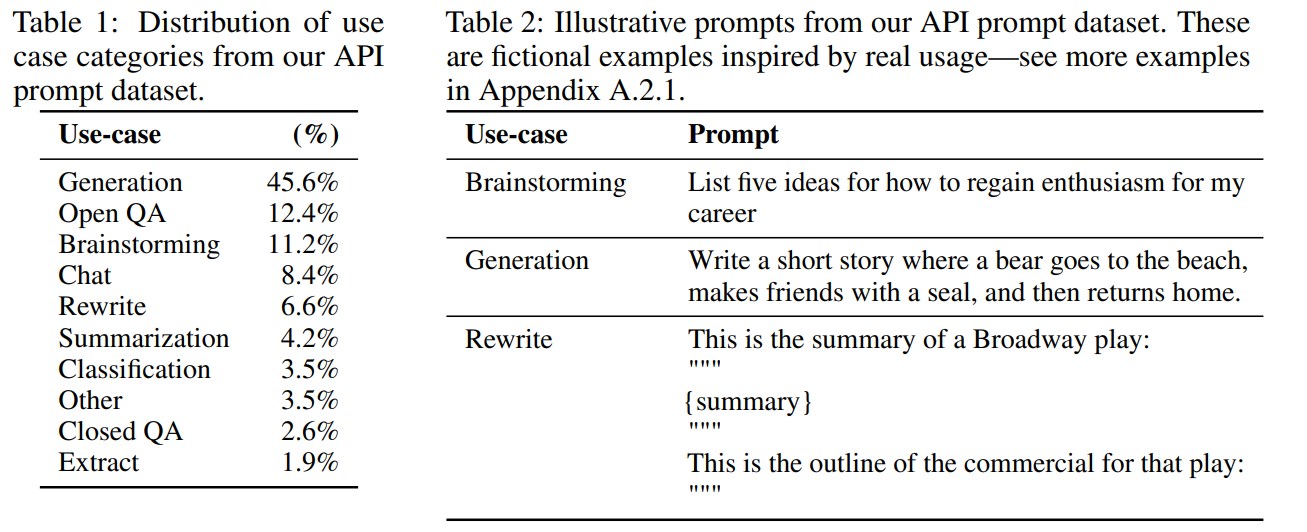 Table 1: Distribution of use
case categories from our API
prompt dataset.
Use-case (%)
Generation 45.6%
Open QA 12.4%
Brainstorming 11.2%
Chat 8.4%
Rewrite 6.6%
Summarization 4.2%
Classification 3.5%
Other 3.5%
Closed QA 2.6%
Extract 1.9%
Table 2: Illustrative prompts from our API prompt dataset. These
are fictional examples inspired by real usage—see more examples
in Appendix A.2.1.
Use-case Prompt
Brainstorming List five ideas for how to regain enthusiasm for my
career
Generation Write a short story where a bear goes to the beach,
makes friends with a seal, and then returns home.
Rewrite This is the summary of a Broadway play:
"""
{summary}
"""
This is the outline of the commercial for that play:
"""